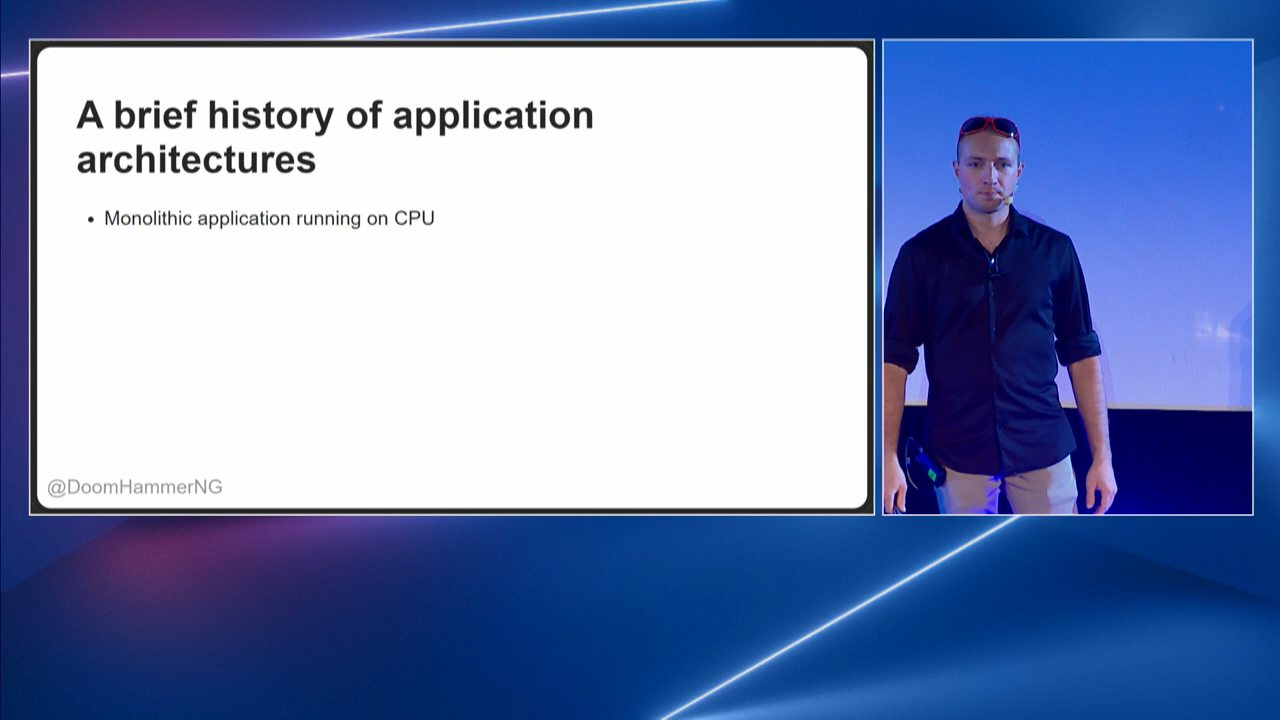 A brief history of application
architectures
• Monolithic application running on CPU
@DoomHammerNG